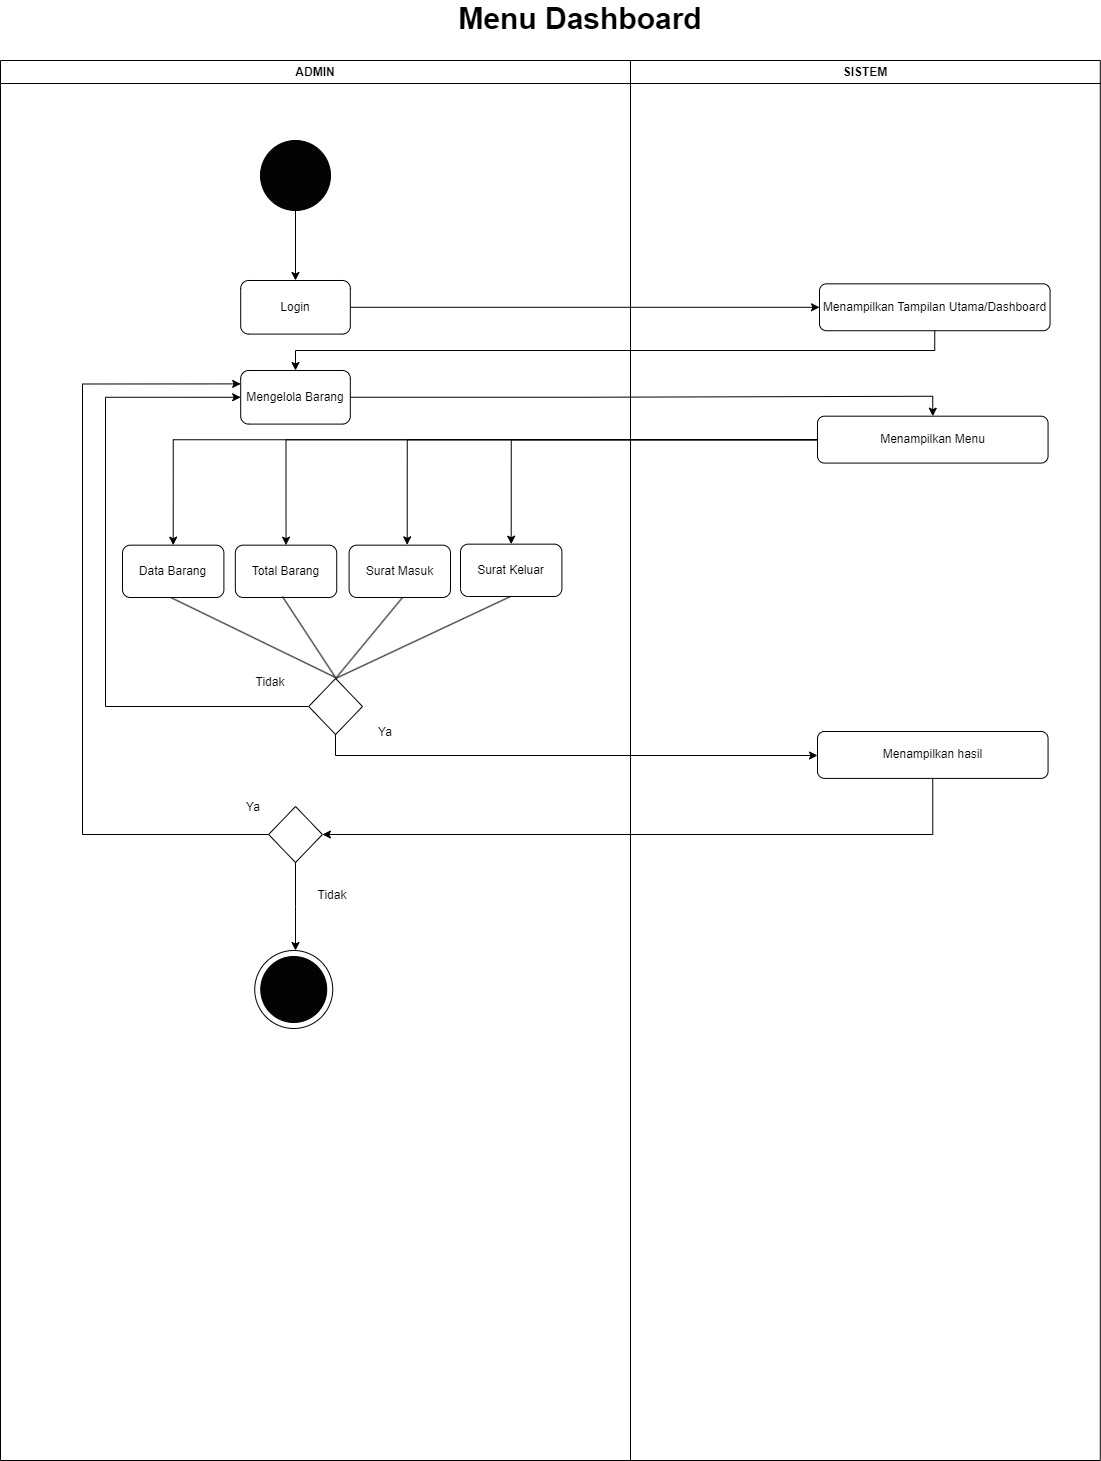 Menu Dashboard
ADMIN
SISTEM
Login
Menampilkan Tampilan Utama/Dashboard
Mengelola Barang
Menampilkan Menu
Data Barang
Total Barang
Surat Masuk
Surat Keluar
Tidak
Ya
Menampilkan hasil
Ya
Tidak